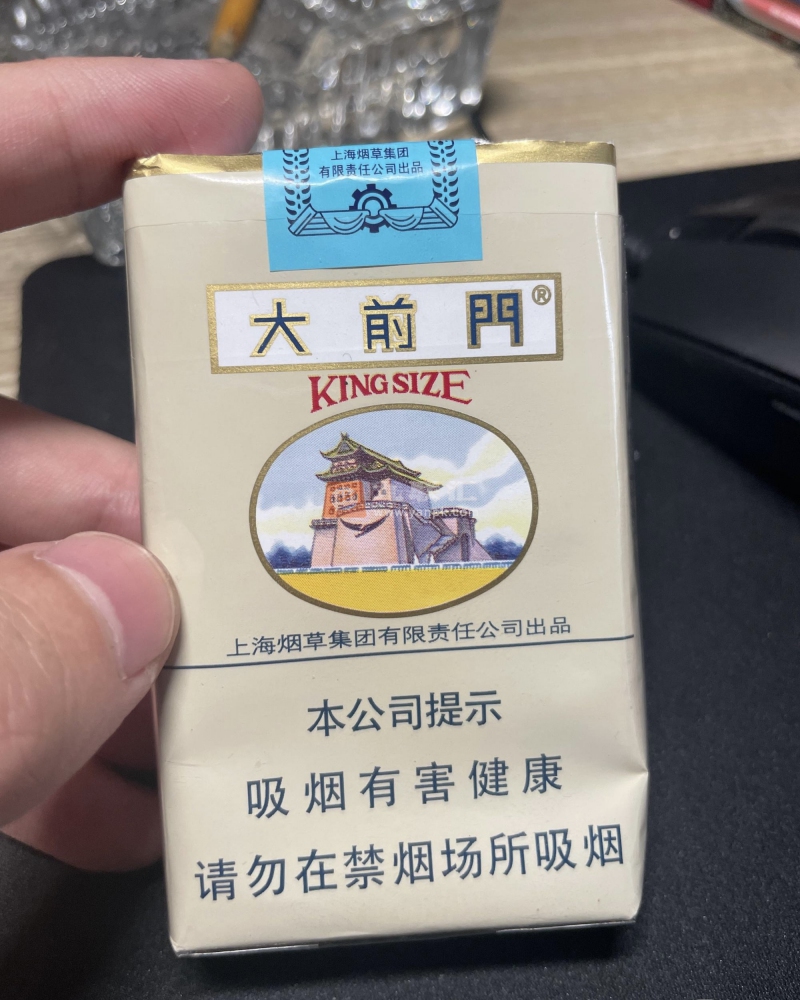 上海烟草集团
有限责任公司出品
大前門®
KING SIZE
上海烟草集团有限责任公司出品
本公司提示
吸烟有害健康
请勿在禁烟场所吸烟